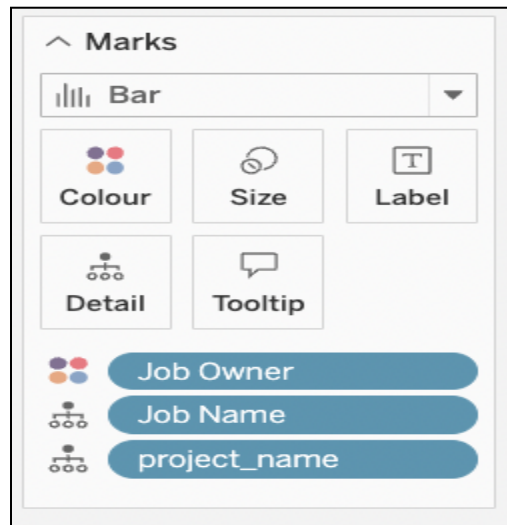 Marks
Bar
Colour Size Label
Detail Tooltip
Job Owner
Job Name
project_name